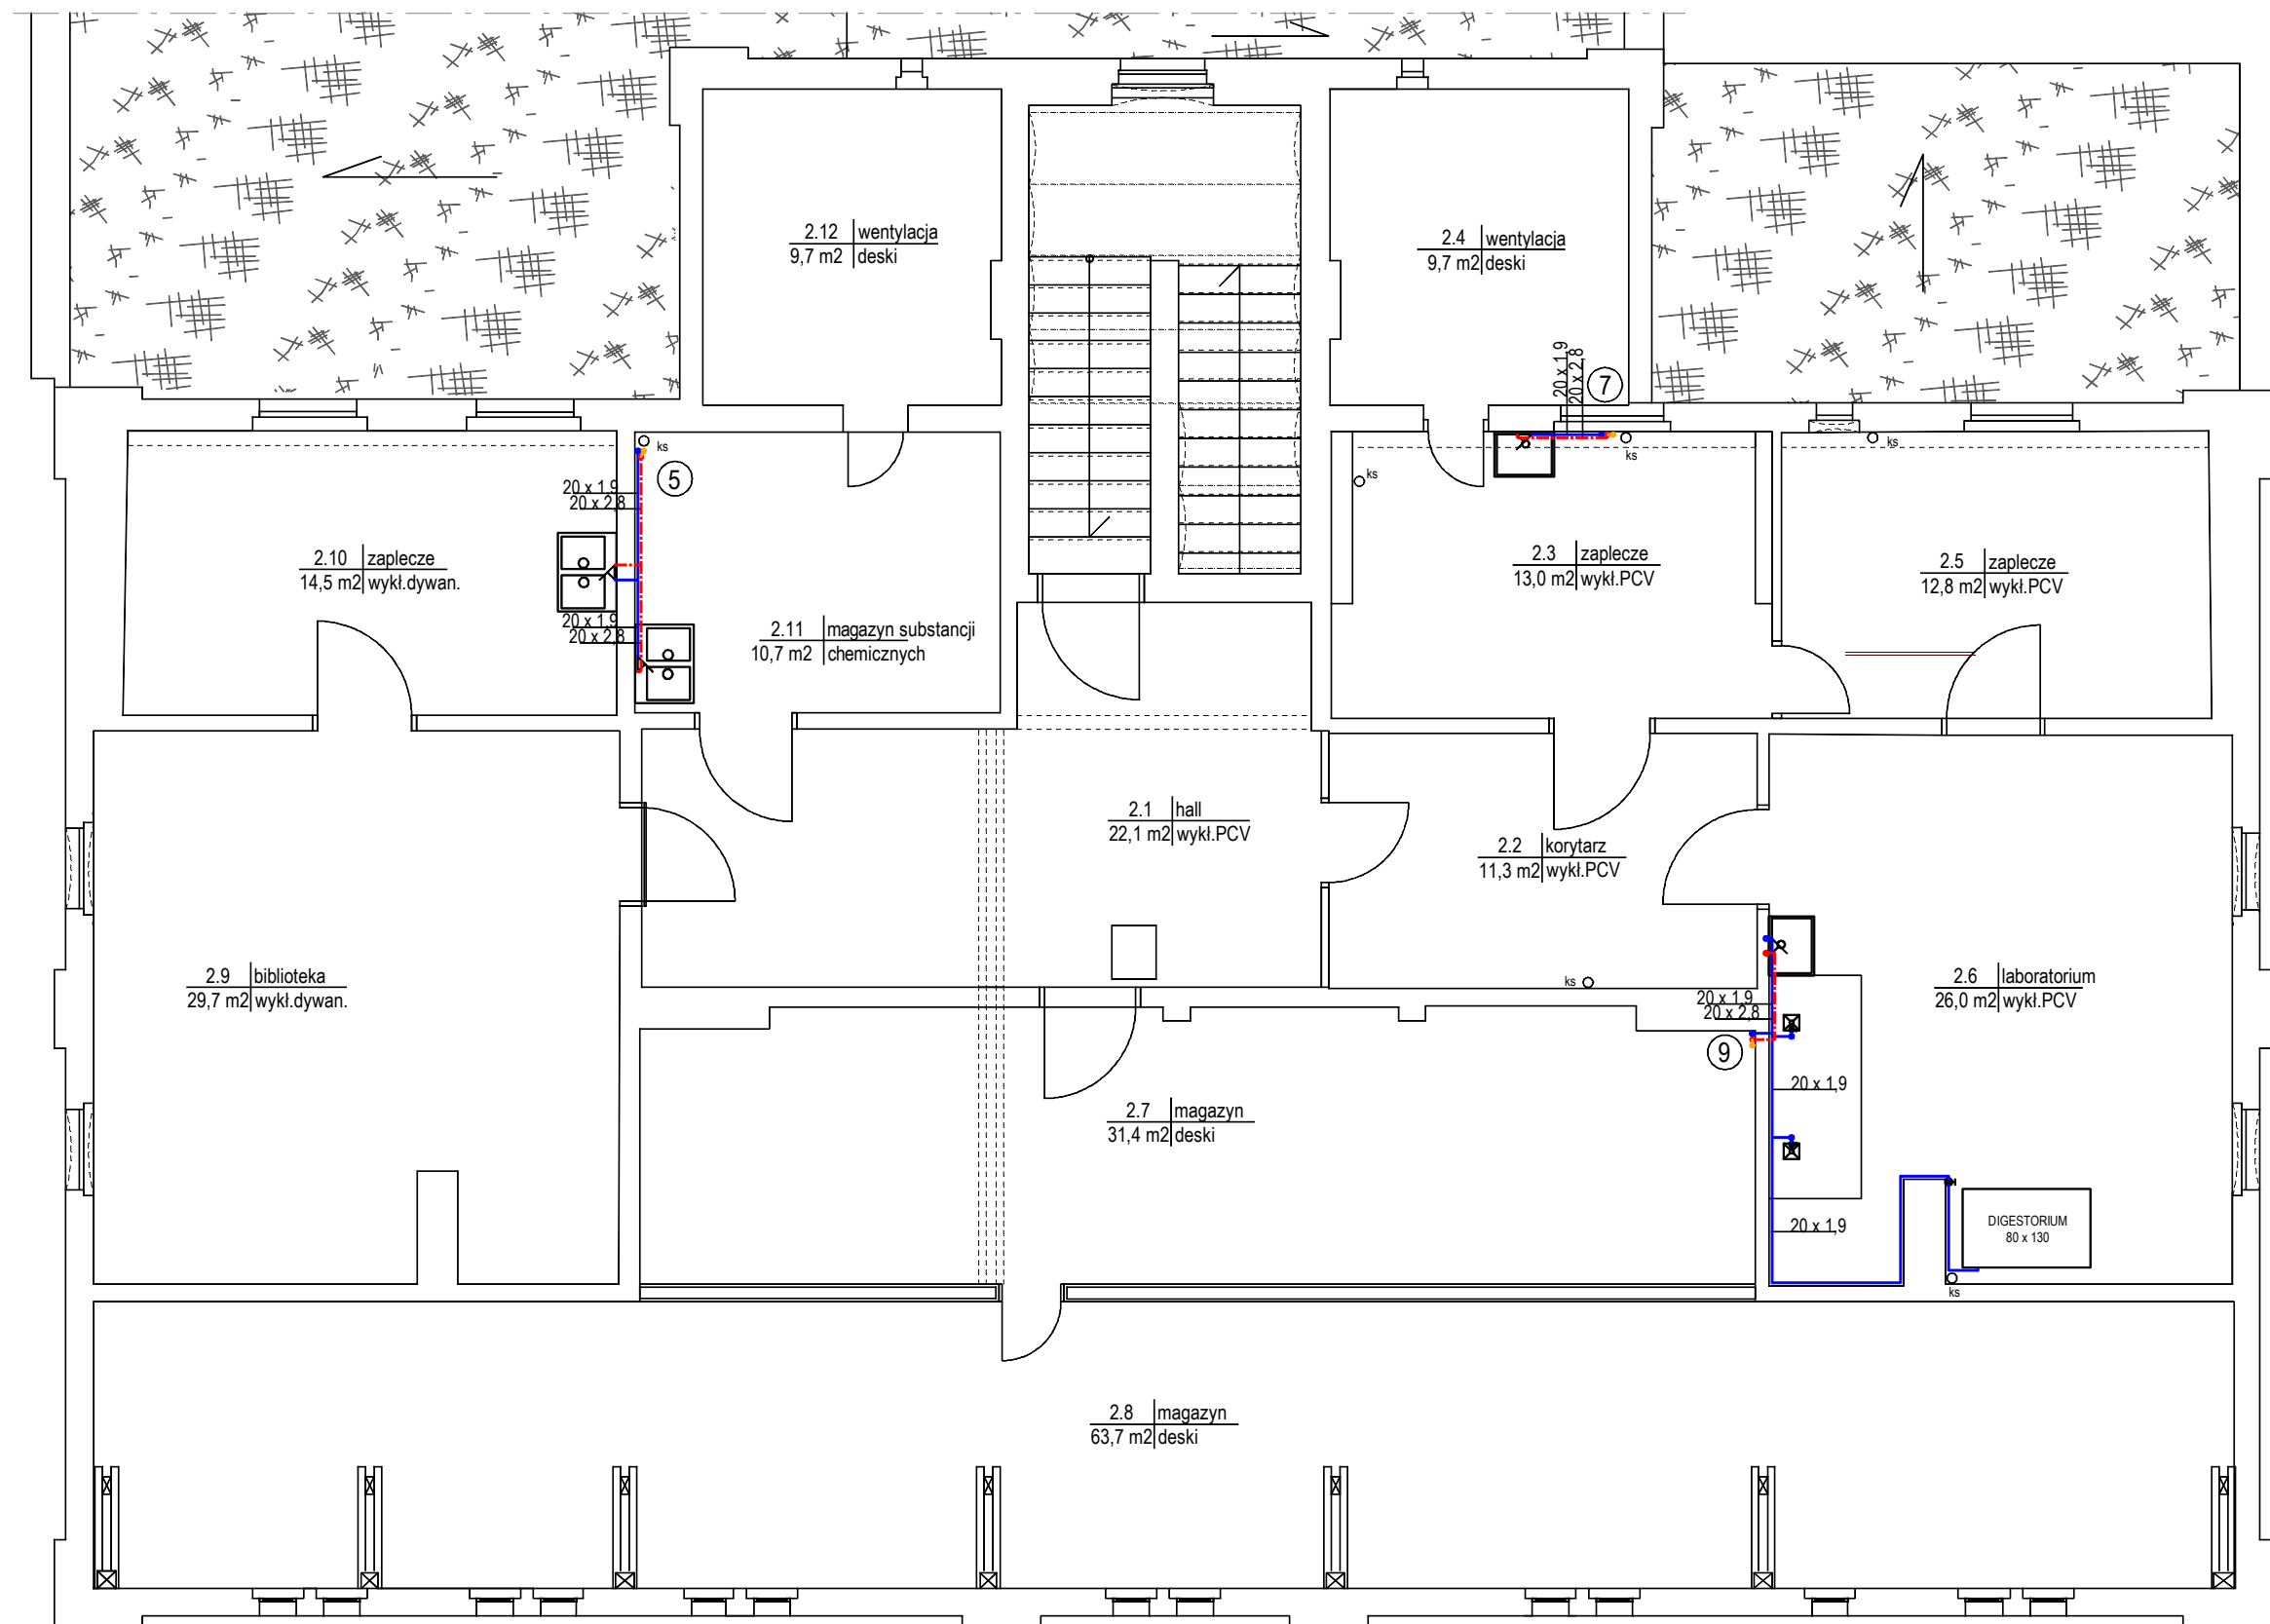 2.12 wentylacja
9,7 m2 deski
2.4 wentylacja
9,7 m2 deski
20 x 1,9
20 x 2,8
7
ks
ks
ks
ks
5
20 x 1,9
20 x 2,8
2.10 zaplecze
14,5 m2 wykł.dywan.
20 x 1,9
20 x 2,8
2.11 magazyn substancji
10,7 m2 chemicznych
2.3 zaplecze
13,0 m2 wykł.PCV
2.5 zaplecze
12,8 m2 wykł.PCV
2.1 hall
22,1 m2 wykł.PCV
2.2 korytarz
11,3 m2 wykł.PCV
2.9 biblioteka
29,7 m2 wykł.dywan.
ks
20 x 1,9
20 x 2,8
9
2.6 laboratorium
26,0 m2 wykł.PCV
20 x 1,9
2.7 magazyn
31,4 m2 deski
20 x 1,9
DIGESTORIUM
80 x 130
ks
2.8 magazyn
63,7 m2 deski